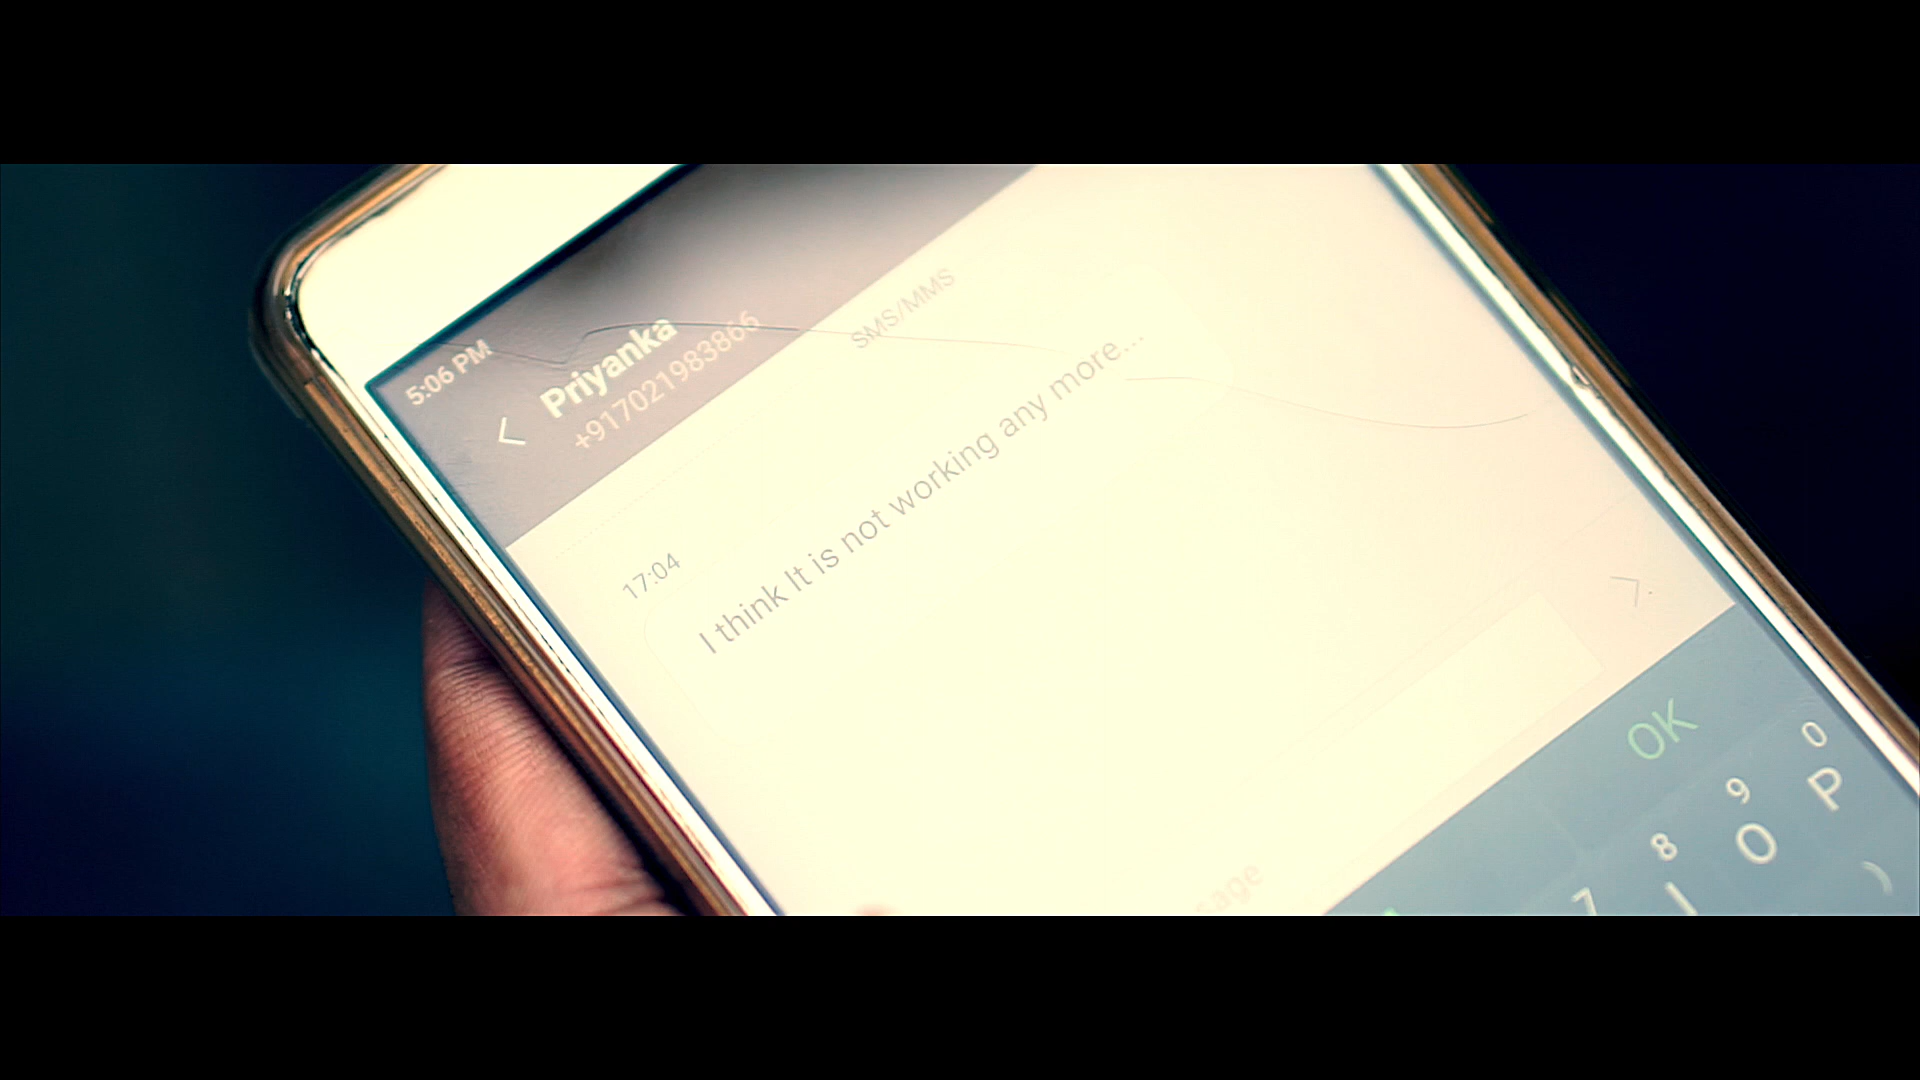 5:06 PM
Priyanka
+917021983866
SMS/MMS
17:04
I think It is not working any more...
OK
7 8 9 0
I O P